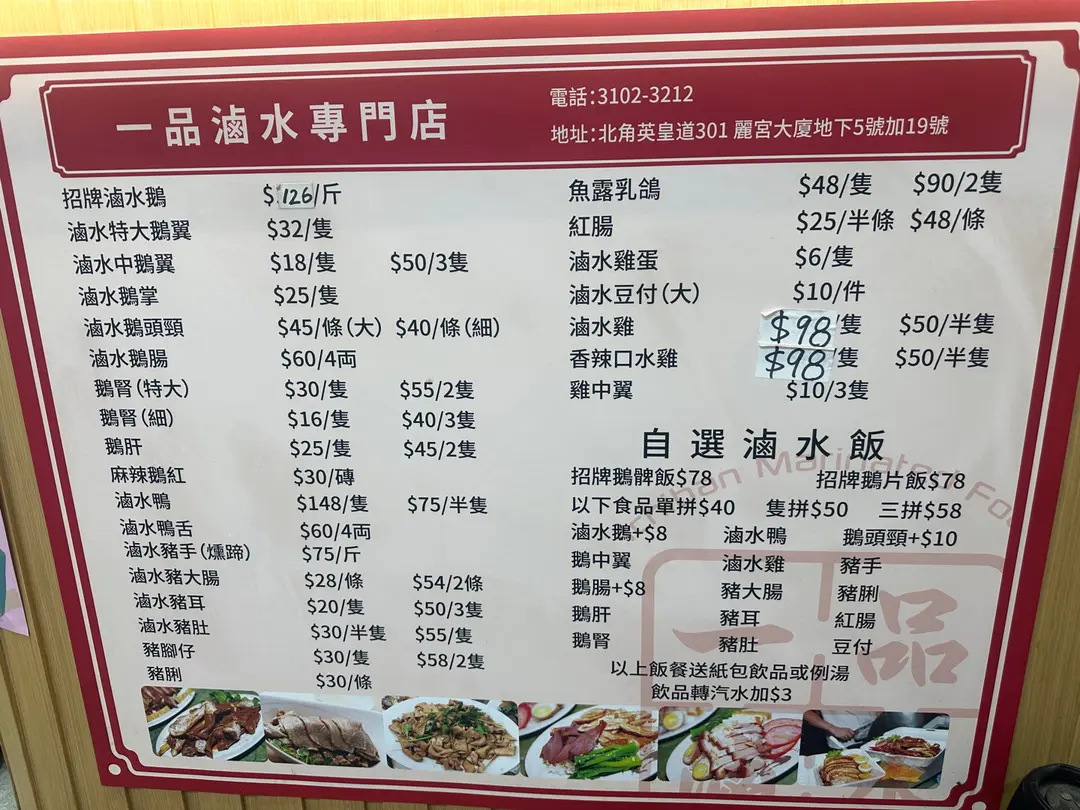 一品滷水專門店
電話:3102-3212
地址:北角英皇道301 麗宮大廈地下5號加19號
招牌滷水鵝 $126/斤
滷水特大鵝翼 $32/隻
滷水中鵝翼 $18/隻 $50/3隻
滷水鵝掌 $25/隻
滷水鵝頭頸 $45/條(大) $40/條(細)
滷水鵝腸 $60/4両
鵝腎(特大) $30/隻 $55/2隻
鵝腎(細) $16/隻 $40/3隻
鵝肝 $25/隻 $45/2隻
麻辣鵝紅 $30/磚
滷水鴨 $148/隻 $75/半隻
滷水鴨舌 $60/4両
滷水豬手(燻蹄) $75/斤
滷水豬大腸 $28/條 $54/2條
滷水豬耳 $20/隻 $50/3隻
滷水豬肚 $30/半隻 $55/隻
豬腳仔 $30/隻 $58/2隻
豬脷 $30/條
魚露乳鴿 $48/隻 $90/2隻
紅腸 $25/半條 $48/條
滷水雞蛋 $6/隻
滷水豆付(大) $10/件
滷水雞 $98/隻 $50/半隻
香辣口水雞 $98/隻 $50/半隻
雞中翼 $10/3隻
自選滷水飯
招牌鵝髀飯$78 招牌鵝片飯$78
以下食品單拼$40 隻拼$50 三拼$58
滷水鵝+$8 滷水鴨 鵝頭頸+$10
鵝中翼 滷水雞 豬手
鵝腸+$8 豬大腸 豬脷
鵝肝 豬耳 紅腸
鵝腎 豬肚 豆付
以上飯餐送紙包飲品或例湯
飲品轉汽水加$3
Marinated Fo
一品